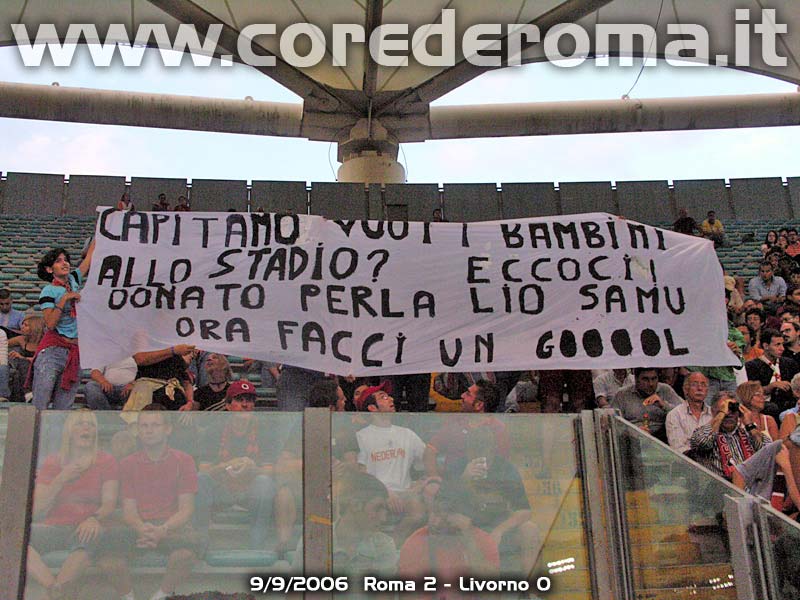 www.corederoma.it
CAPITANO VUOI I BAMBINI
ALLO STADIO? ECCOCI!
DONATO PERLA LIO SAMU
ORA FACCI UN GOOOOL
NEDERLAN
9/9/2006 Roma 2 - Livorno 0